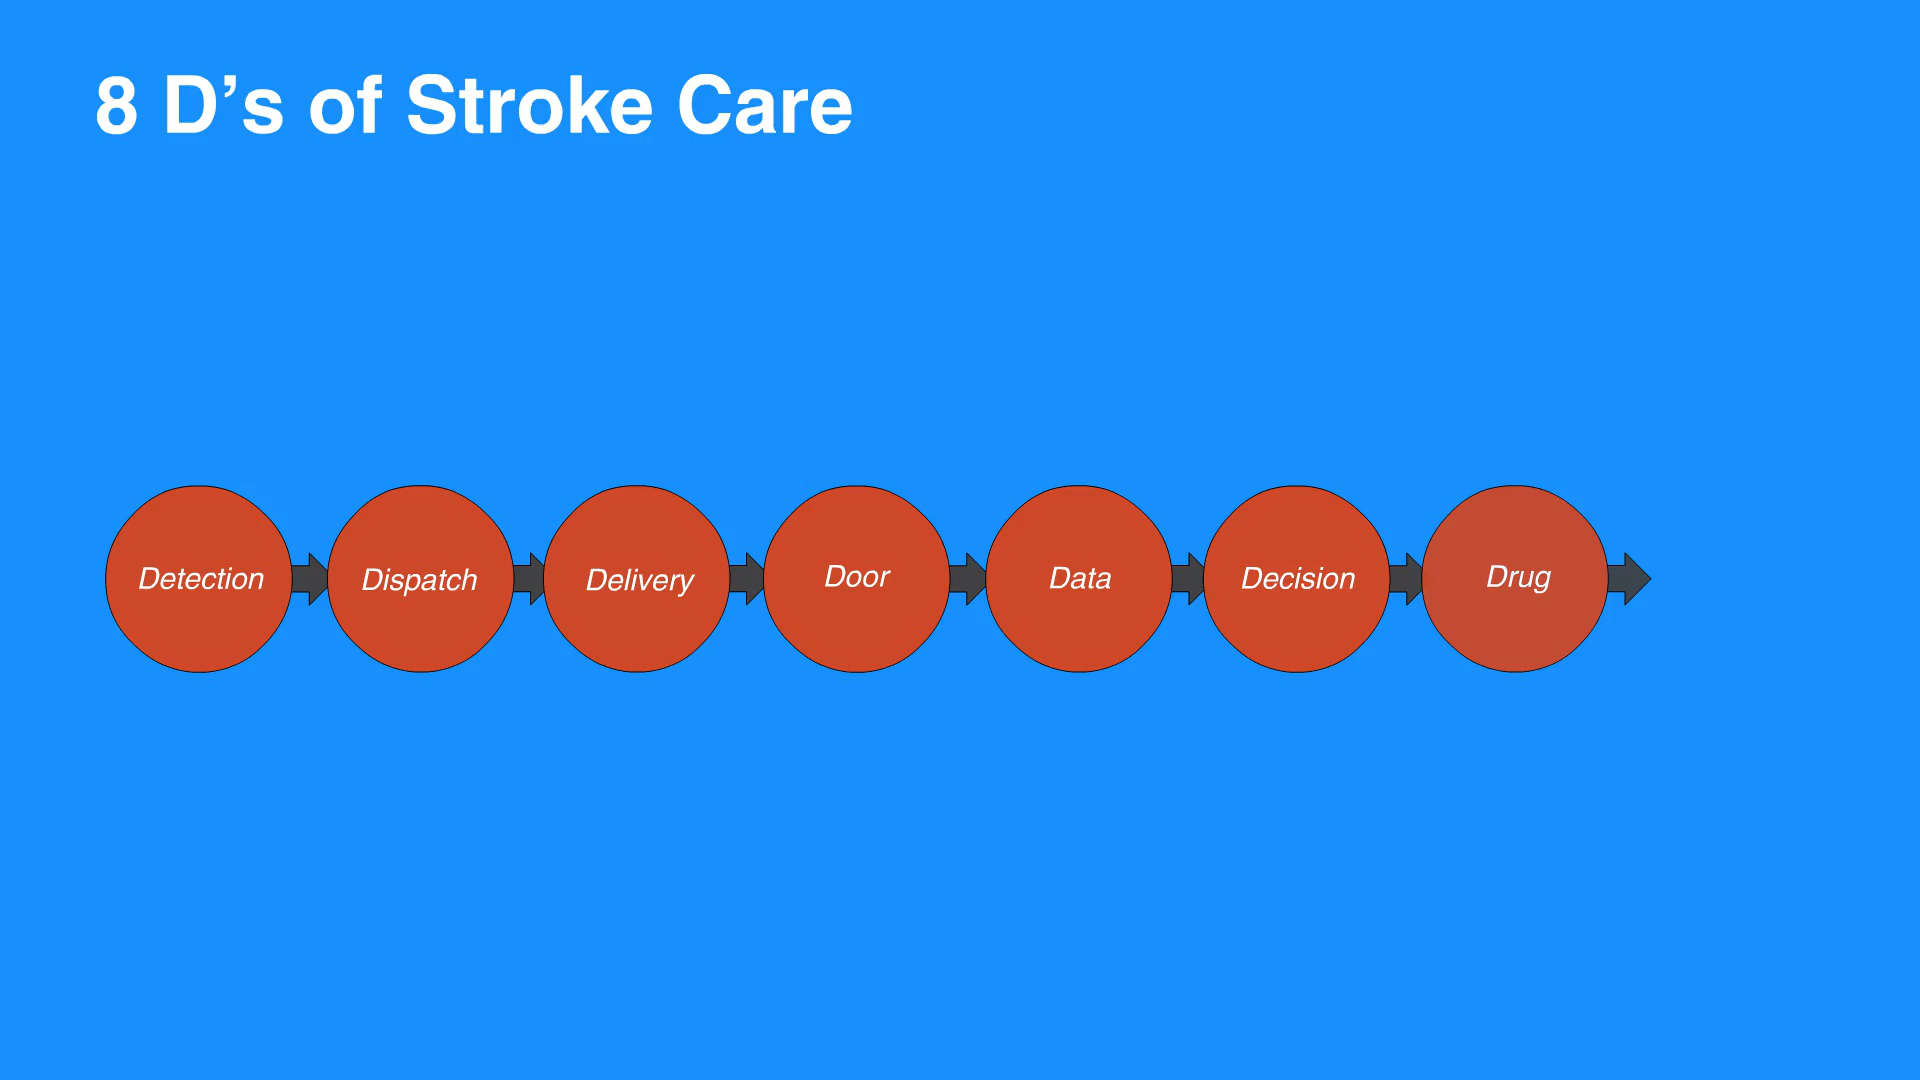 8 D’s of Stroke Care
Detection
Dispatch
Delivery
Door
Data
Decision
Drug